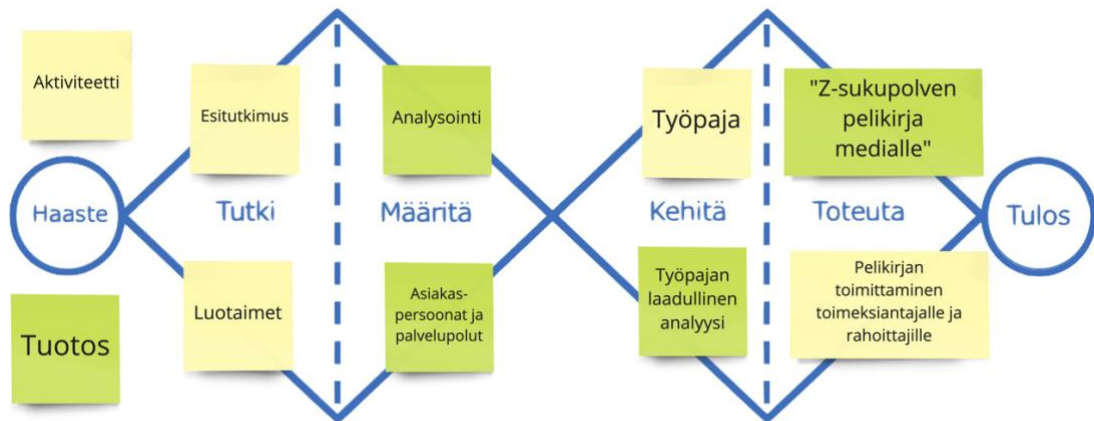 Aktiviteetti
Haaste
Tuotos
Esitutkimus
Tutki
Luotaimet
Analysointi
Määritä
Asiakas-
persoonat ja
palvelupolut
Työpaja
Kehitä
Työpajan
laadullinen
analyysi
"Z-sukupolven
pelikirja
medialle"
Toteuta
Pelikirjan
toimittaminen
toimeksiantajalle ja
rahoittajille
Tulos